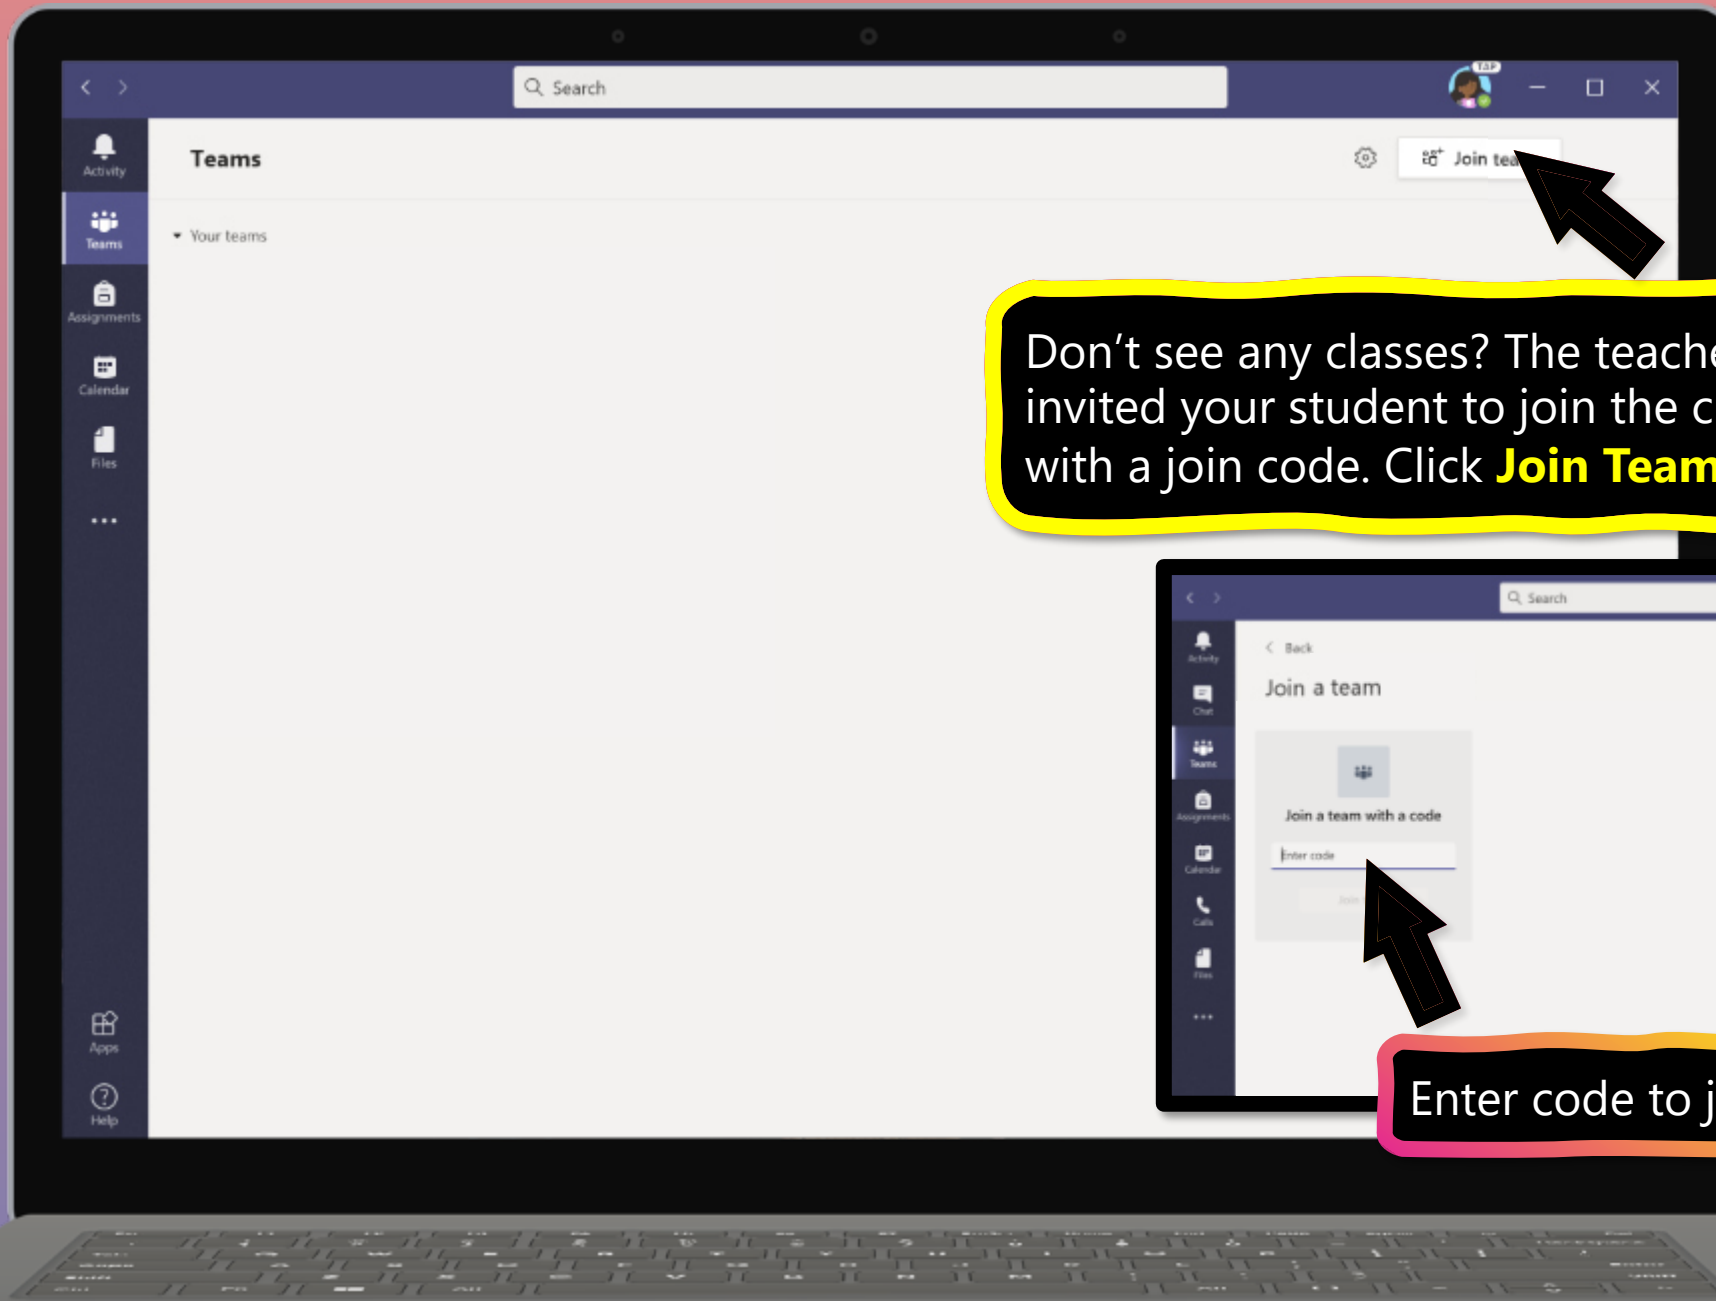 Search
TAP
Activity
Teams
Join tea
Teams
Your teams
Assignments
Calendar
Files
Don't see any classes? The teache
invited your student to join the c
with a join code. Click Join Team
Search
Activity
Back
Join a team
Chat
Teams
Assignments
Join a team with a code
Calendar
Enter code
Calls
Join
Files
Apps
Help
Enter code to j